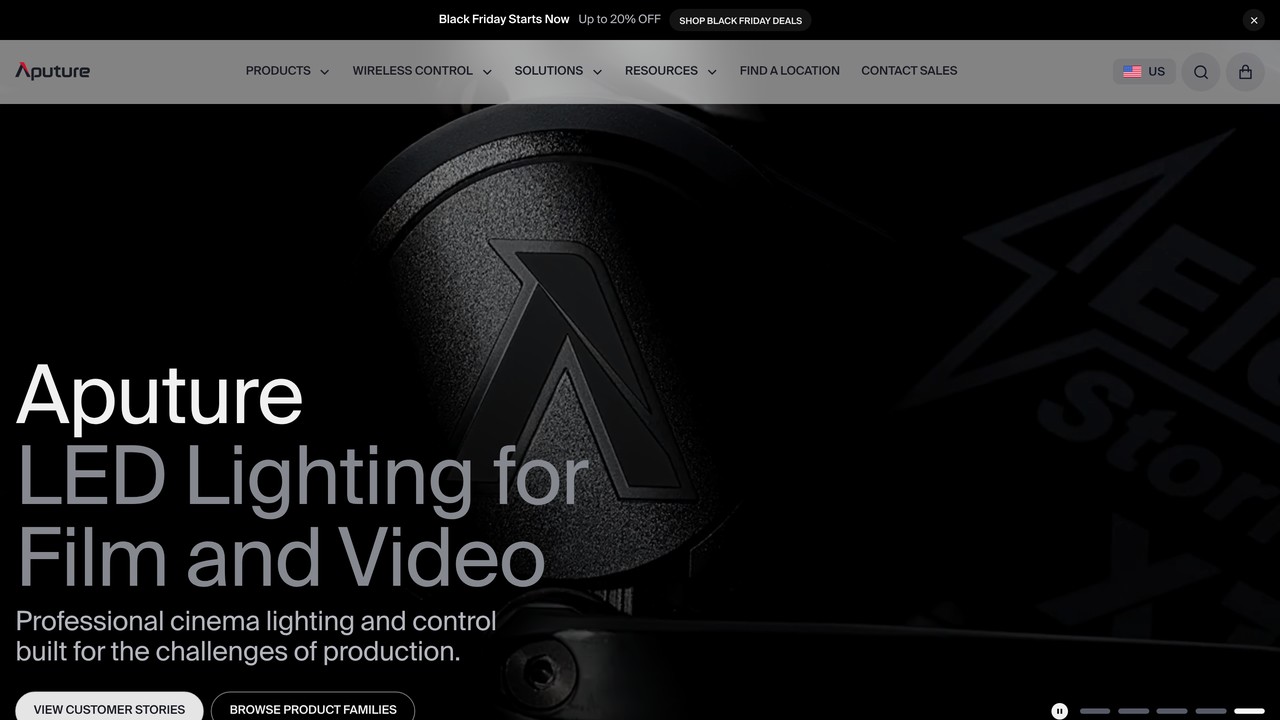 Black Friday Starts Now Up to 20% OFF SHOP BLACK FRIDAY DEALS
Aputure PRODUCTS WIRELESS CONTROL SOLUTIONS RESOURCES FIND A LOCATION CONTACT SALES US
Aputure
LED Lighting for
Film and Video
Professional cinema lighting and control
built for the challenges of production.
VIEW CUSTOMER STORIES BROWSE PRODUCT FAMILIES